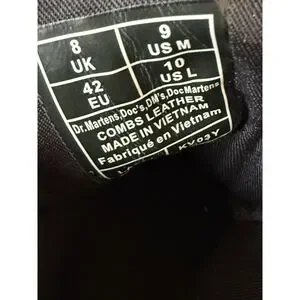 8 9
UK US M
42 10
EU US L
Dr.Martens,Doc's,DM's,DocMartens
COMBS LEATHER
MADE IN VIETNAM
Fabriqué en Vietnam
KV03Y